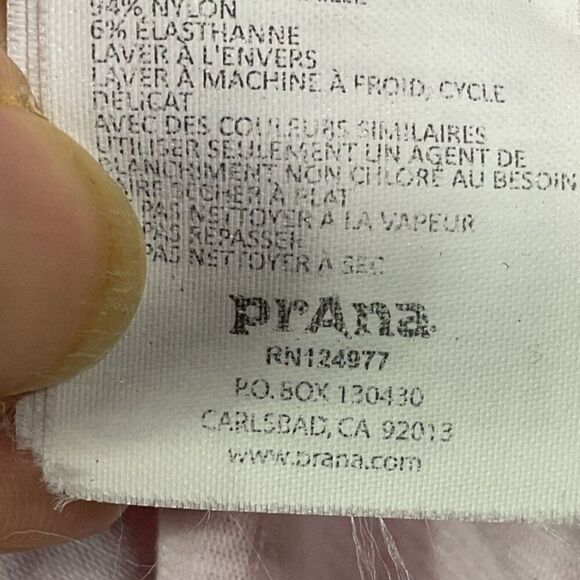 94% NYLON
6% ÉLASTHANNE
LAVER À L'ENVERS
LAVER À MACHINE À FROID, CYCLE
DÉLICAT
AVEC DES COULEURS SIMILAIRES
UTILISER SEULEMENT UN AGENT DE
BLANCHIMENT NON CHLORÉ AU BESOIN
SÉCHER À PLAT
PAS NETTOYER À LA VAPEUR
PAS REPASSER
PAS NETTOYER À SEC
prAna
RN124977
P.O. BOX 130430
CARLSBAD, CA 92013
www.prana.com